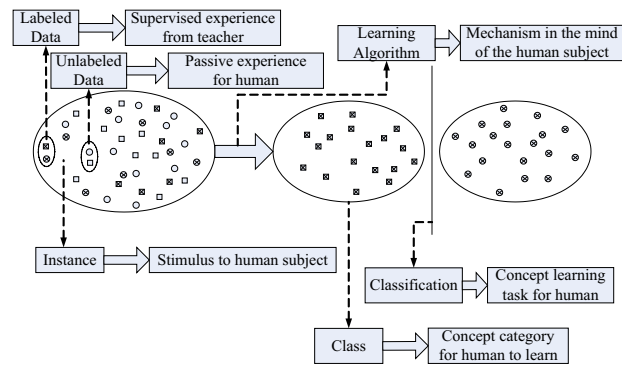 Labeled
Data
Supervised experience
from teacher
Unlabeled
Data
Passive experience
for human
Learning
Algorithm
Mechanism in the mind
of the human subject
Instance
Stimulus to human subject
Classification
Concept learning
task for human
Class
Concept category
for human to learn